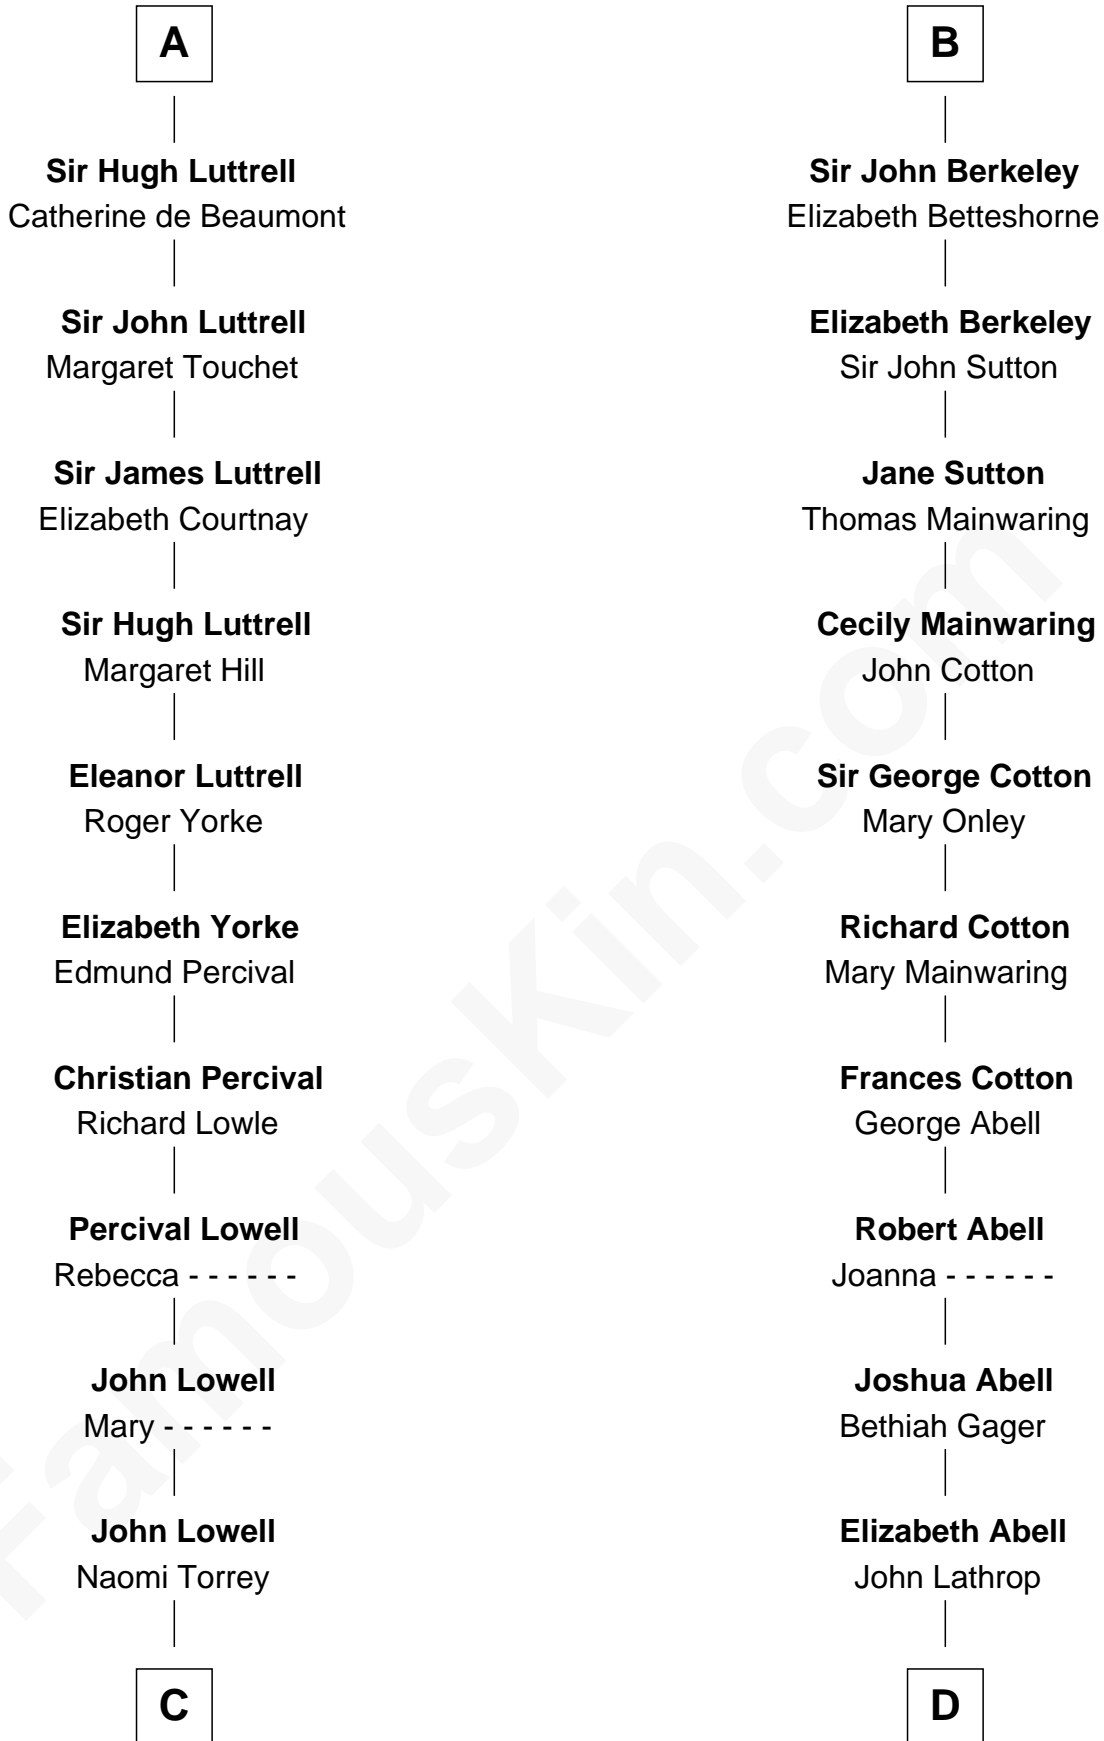 A
Sir Hugh Luttrell
Catherine de Beaumont
Sir John Luttrell
Margaret Touchet
Sir James Luttrell
Elizabeth Courtnay
Sir Hugh Luttrell
Margaret Hill
Eleanor Luttrell
Roger Yorke
Elizabeth Yorke
Edmund Percival
Christian Percival
Richard Lowle
Percival Lowell
Rebecca - - - - - -
John Lowell
Mary - - - - - -
John Lowell
Naomi Torrey
C
B
Sir John Berkeley
Elizabeth Betteshorne
Elizabeth Berkeley
Sir John Sutton
Jane Sutton
Thomas Mainwaring
Cecily Mainwaring
John Cotton
Sir George Cotton
Mary Onley
Richard Cotton
Mary Mainwaring
Frances Cotton
George Abell
Robert Abell
Joanna - - - - - -
Joshua Abell
Bethiah Gager
Elizabeth Abell
John Lathrop
D
FamousKin.com